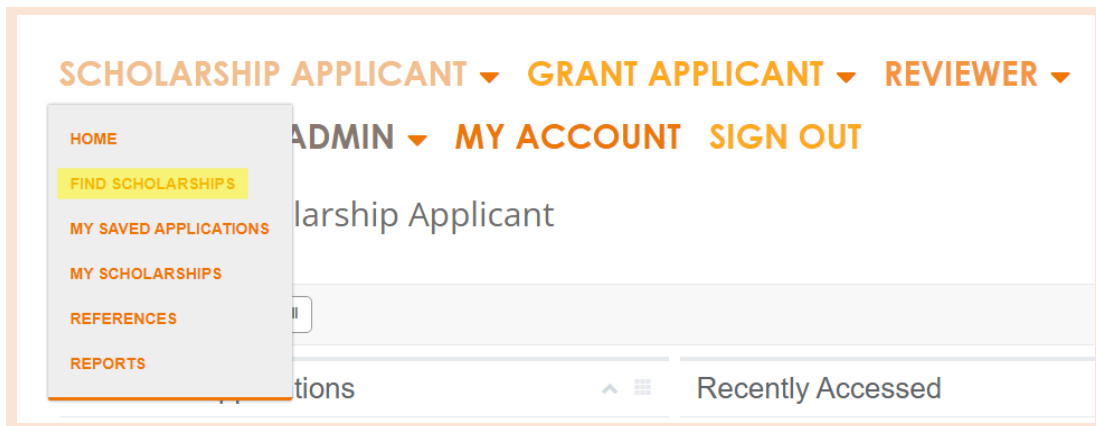 SCHOLARSHIP APPLICANT GRANT APPLICANT REVIEWER
ADMIN MY ACCOUNT SIGN OUT
HOME
FIND SCHOLARSHIPS
MY SAVED APPLICATIONS
MY SCHOLARSHIPS
REFERENCES
REPORTS
larship Applicant
ll
tions
Recently Accessed